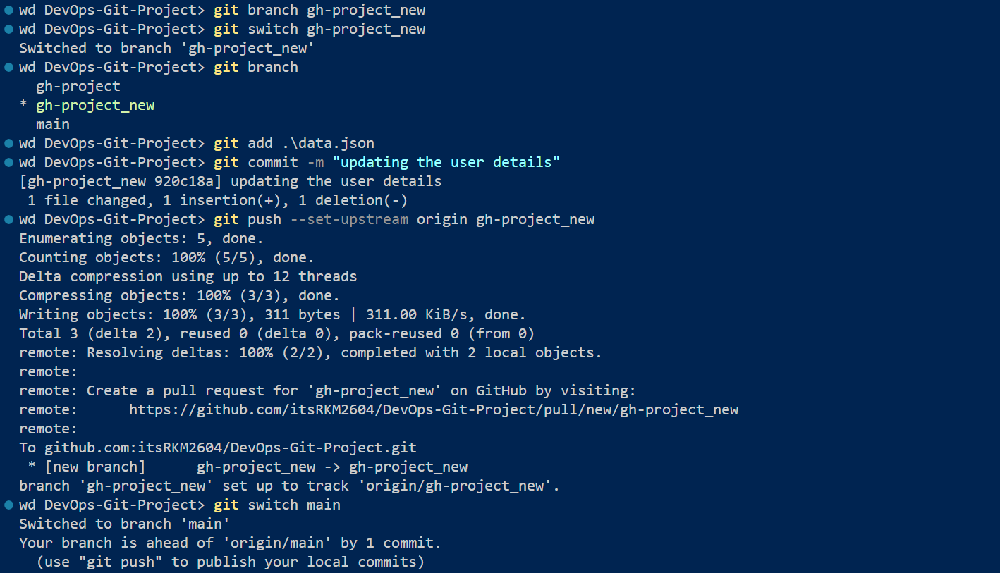 wd DevOps-Git-Project> git branch gh-project_new
wd DevOps-Git-Project> git switch gh-project_new
Switched to branch 'gh-project_new'
wd DevOps-Git-Project> git branch
  gh-project
* gh-project_new
  main
wd DevOps-Git-Project> git add .\data.json
wd DevOps-Git-Project> git commit -m "updating the user details"
[gh-project_new 920c18a] updating the user details
 1 file changed, 1 insertion(+), 1 deletion(-)
wd DevOps-Git-Project> git push --set-upstream origin gh-project_new
Enumerating objects: 5, done.
Counting objects: 100% (5/5), done.
Delta compression using up to 12 threads
Compressing objects: 100% (3/3), done.
Writing objects: 100% (3/3), 311 bytes | 311.00 KiB/s, done.
Total 3 (delta 2), reused 0 (delta 0), pack-reused 0 (from 0)
remote: Resolving deltas: 100% (2/2), completed with 2 local objects.
remote:
remote: Create a pull request for 'gh-project_new' on GitHub by visiting:
remote:      https://github.com/itsRKM2604/DevOps-Git-Project/pull/new/gh-project_new
remote:
To github.com:itsRKM2604/DevOps-Git-Project.git
 * [new branch]      gh-project_new -> gh-project_new
branch 'gh-project_new' set up to track 'origin/gh-project_new'.
wd DevOps-Git-Project> git switch main
Switched to branch 'main'
Your branch is ahead of 'origin/main' by 1 commit.
  (use "git push" to publish your local commits)